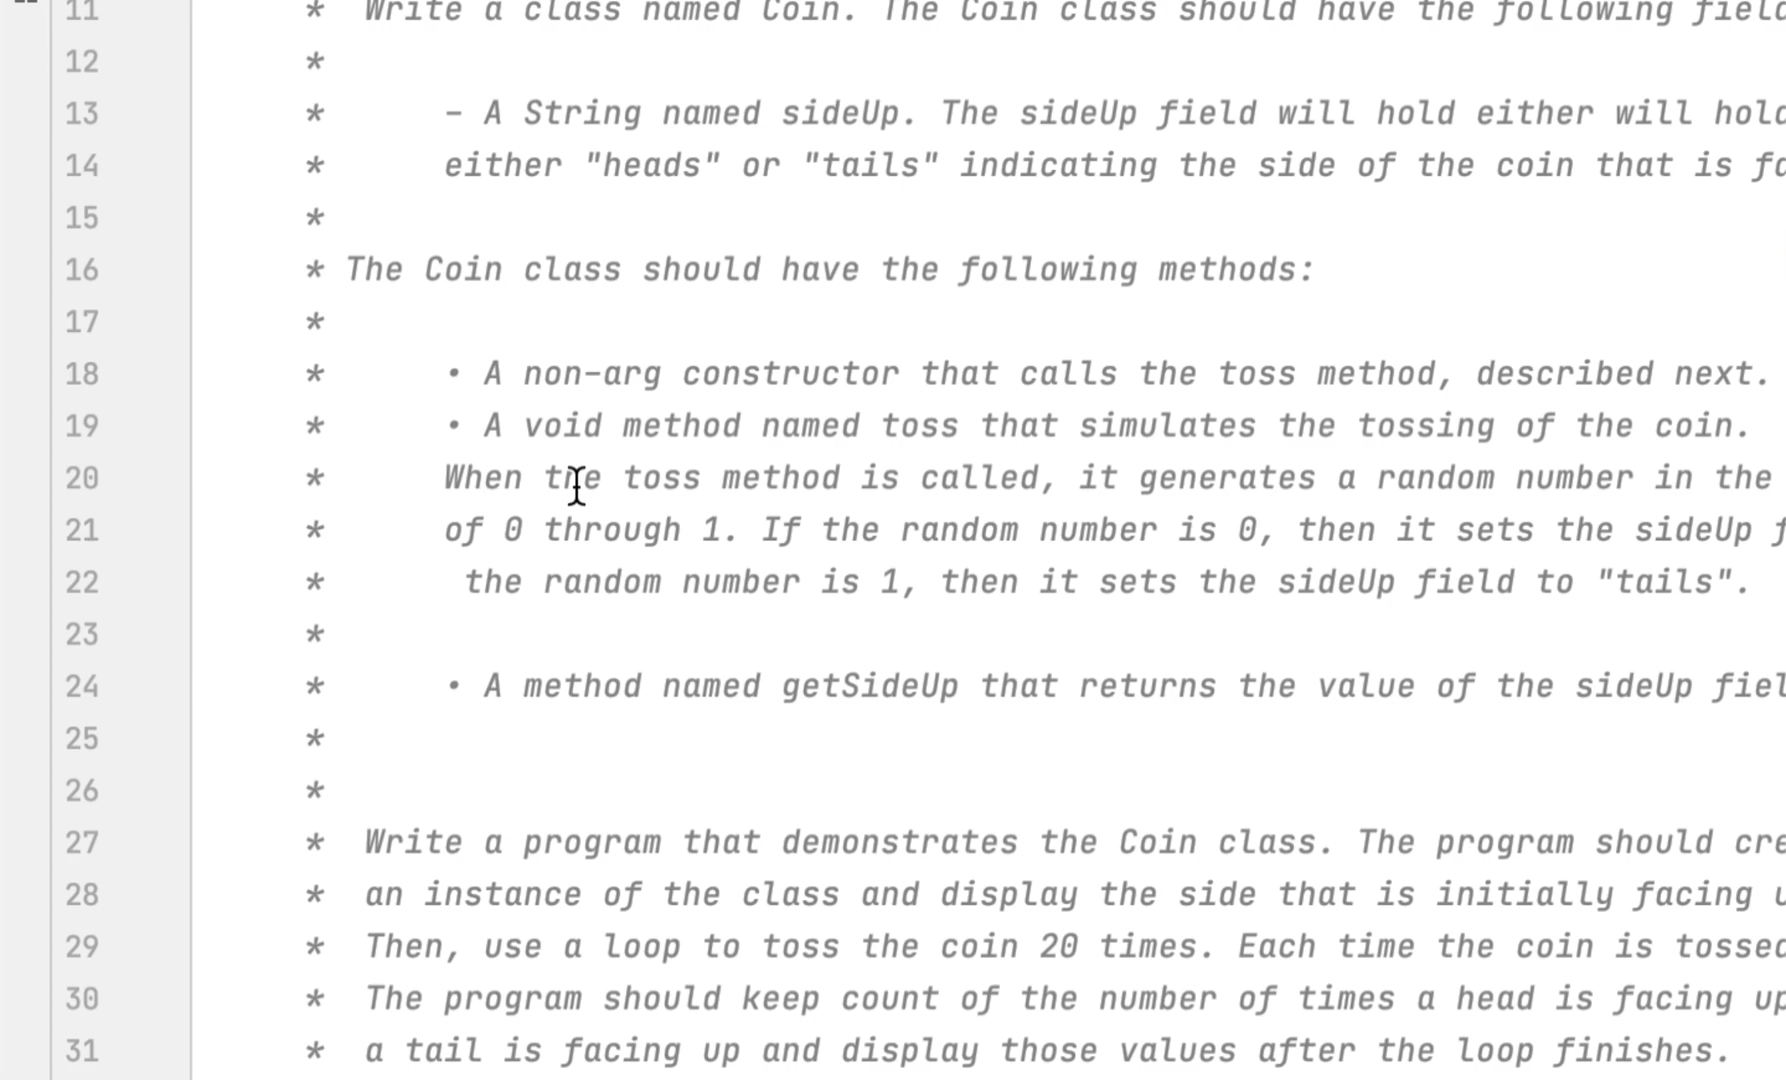 11 * Write a class named Coin. The Coin class should have the following field
12 *
13 * – A String named sideUp. The sideUp field will hold either will hold
14 * either "heads" or "tails" indicating the side of the coin that is fa
15 *
16 * The Coin class should have the following methods:
17 *
18 * • A non-arg constructor that calls the toss method, described next.
19 * • A void method named toss that simulates the tossing of the coin.
20 * When the toss method is called, it generates a random number in the
21 * of 0 through 1. If the random number is 0, then it sets the sideUp f
22 * the random number is 1, then it sets the sideUp field to "tails".
23 *
24 * • A method named getSideUp that returns the value of the sideUp fiel
25 *
26 *
27 * Write a program that demonstrates the Coin class. The program should cre
28 * an instance of the class and display the side that is initially facing u
29 * Then, use a loop to toss the coin 20 times. Each time the coin is tossed
30 * The program should keep count of the number of times a head is facing up
31 * a tail is facing up and display those values after the loop finishes.